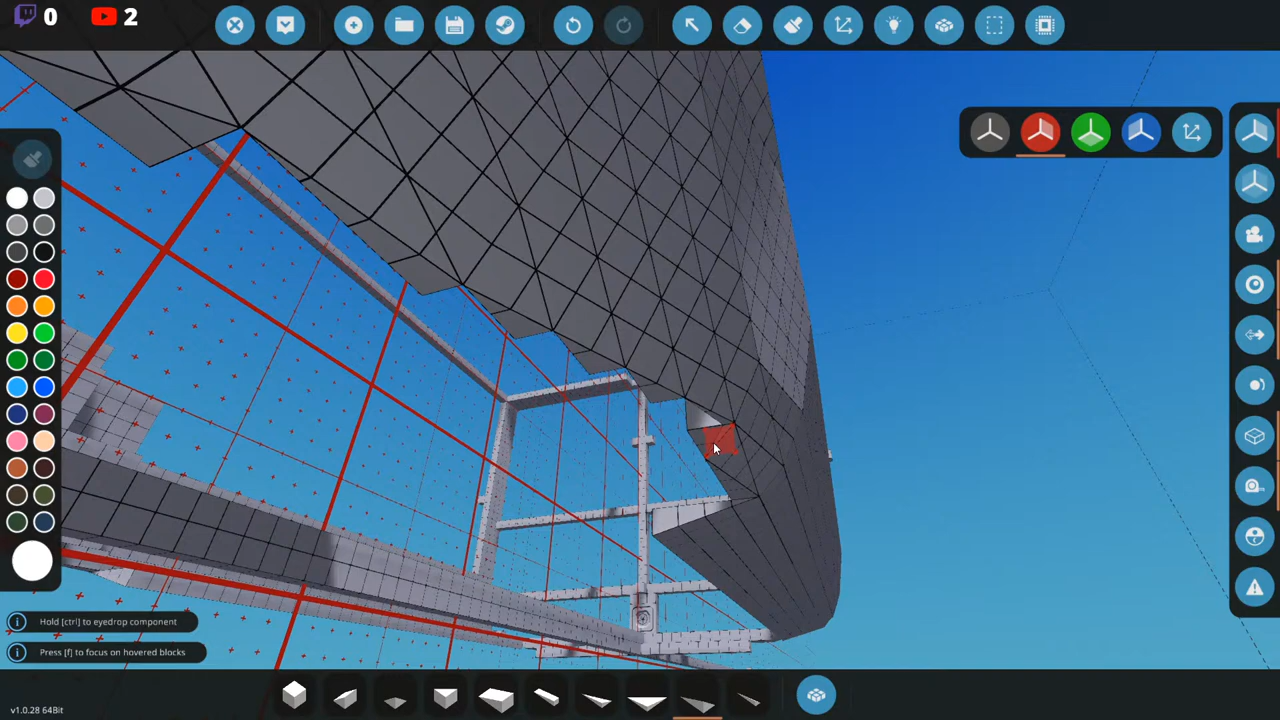 0
2
Hold [ctrl] to eyedrop component
Press [f] to focus on hovered blocks
v1.0.28 64Bit